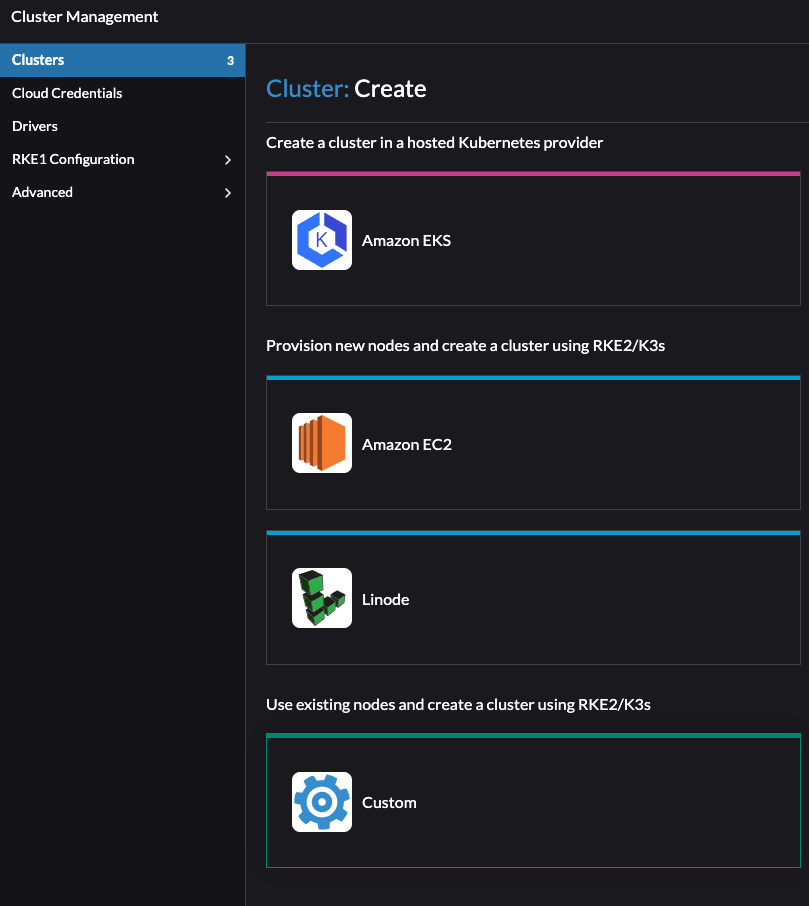 Cluster Management
Clusters 3
Cloud Credentials
Drivers
RKE1 Configuration
Advanced
Cluster: Create
Create a cluster in a hosted Kubernetes provider
K
Amazon EKS
Provision new nodes and create a cluster using RKE2/K3s
Amazon EC2
Linode
Use existing nodes and create a cluster using RKE2/K3s
Custom